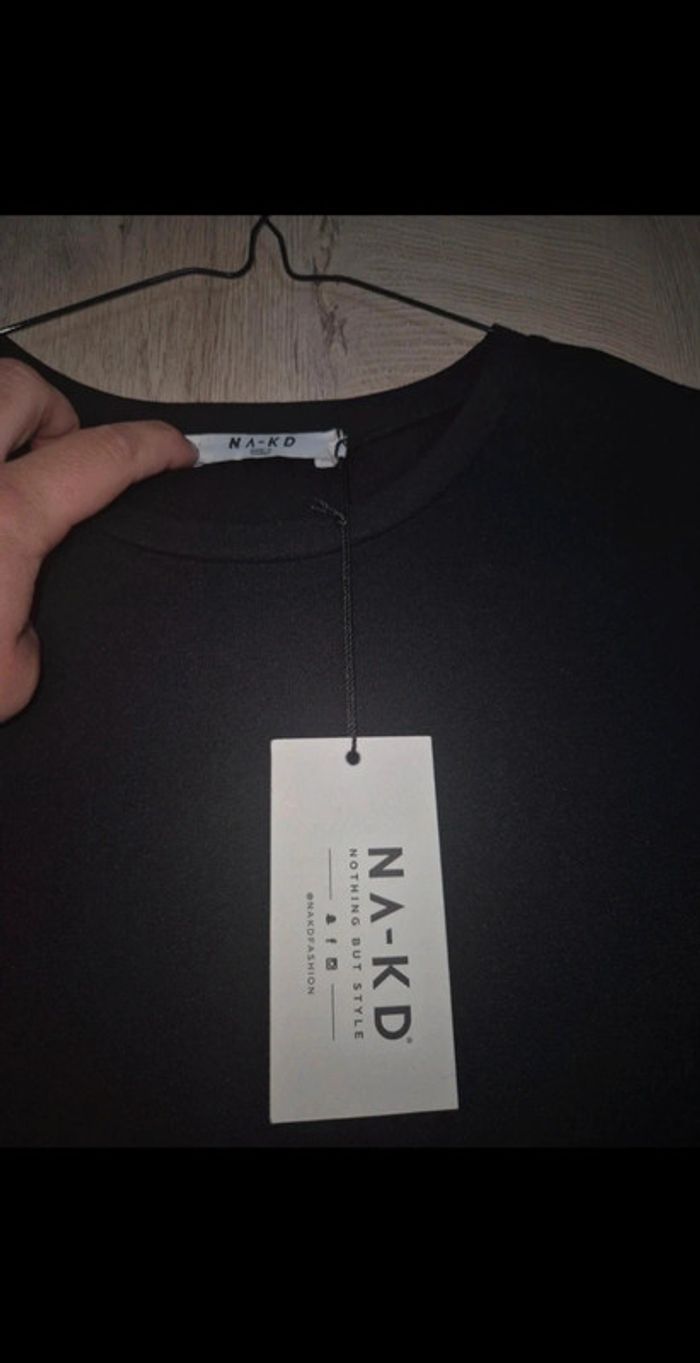 NA-KD
NA-KD®
NOTHING BUT STYLE
@NAKDFASHION